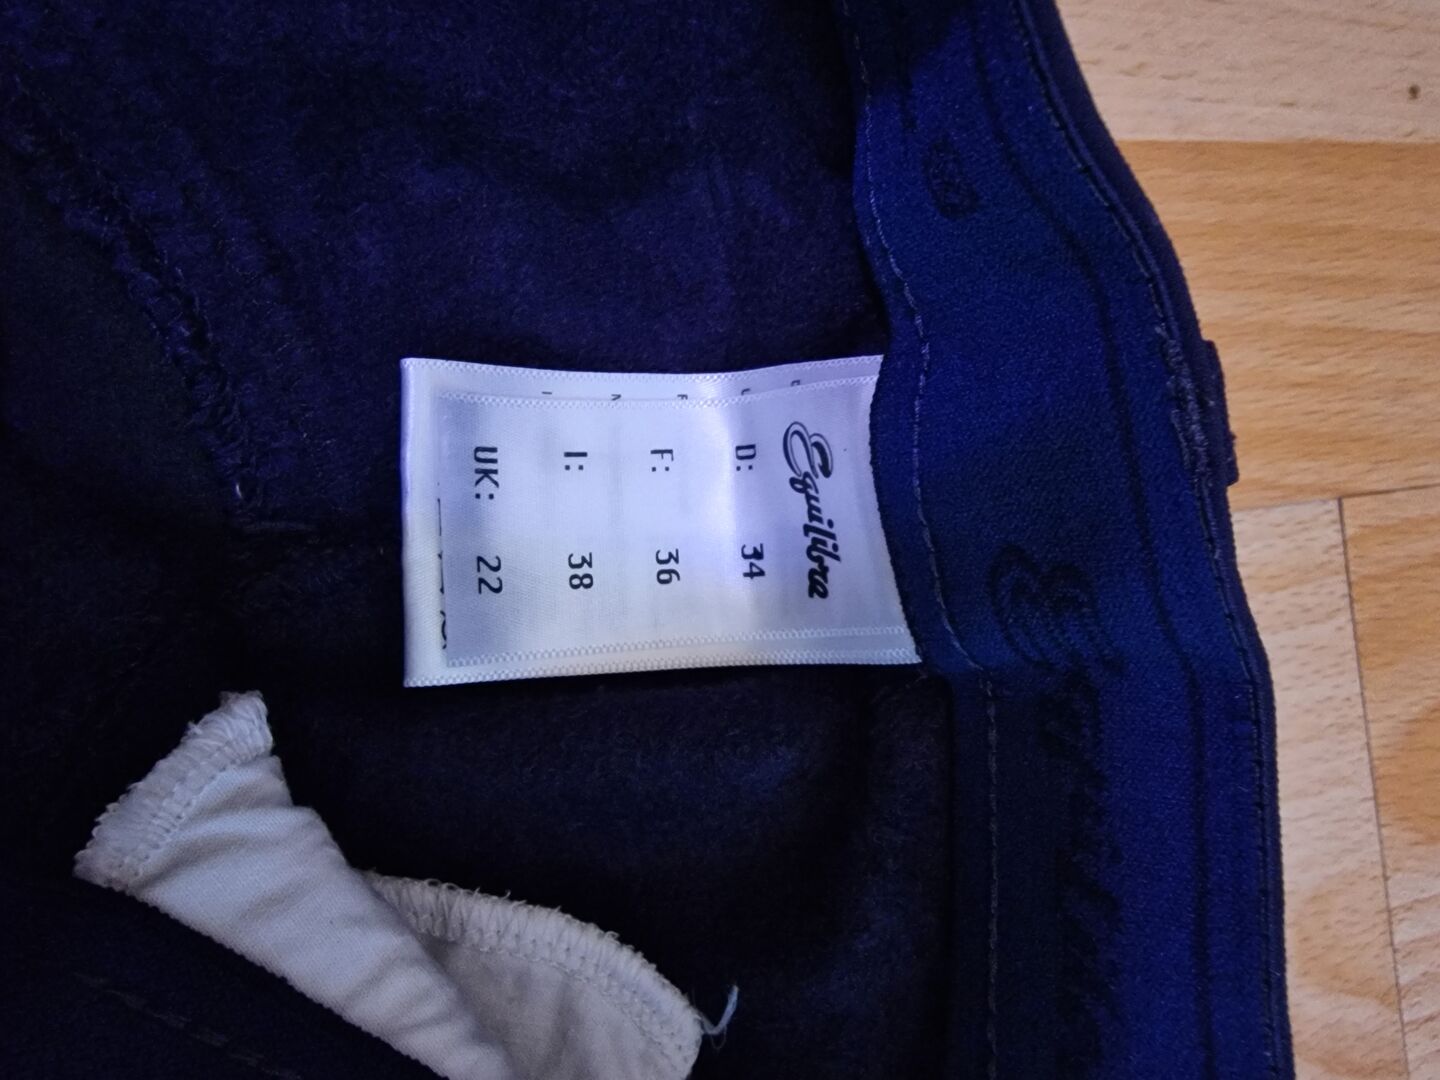 Equilibre
D: 34
F: 36
I: 38
UK: 22